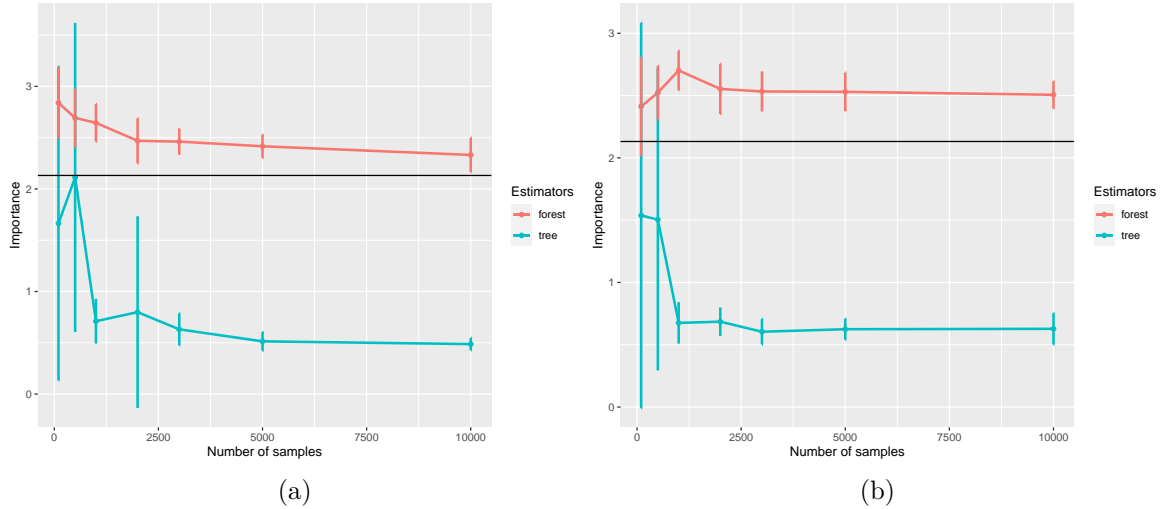 3
2
1
0
Importance
0
2500
5000
7500
10000
Number of samples
Estimators
forest
tree
(a)
3
2
1
0
Importance
0
2500
5000
7500
10000
Number of samples
Estimators
forest
tree
(b)